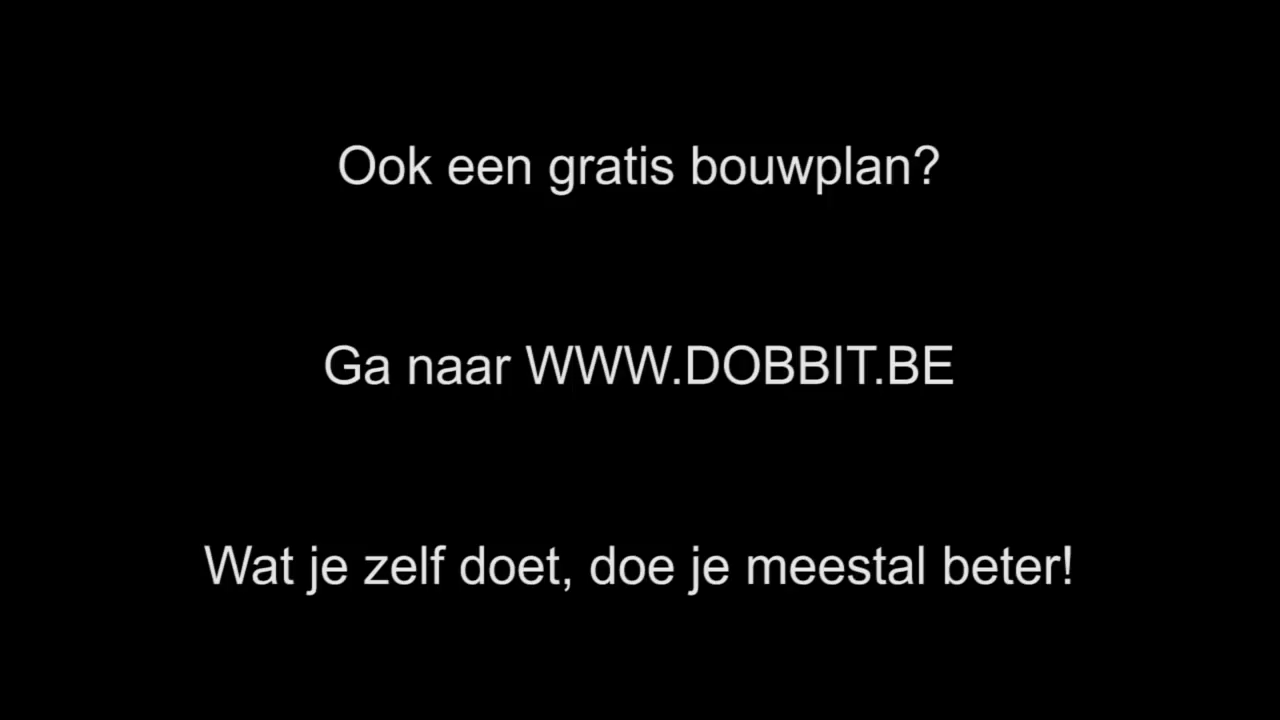 Ook een gratis bouwplan?
Ga naar WWW.DOBBIT.BE
Wat je zelf doet, doe je meestal beter!